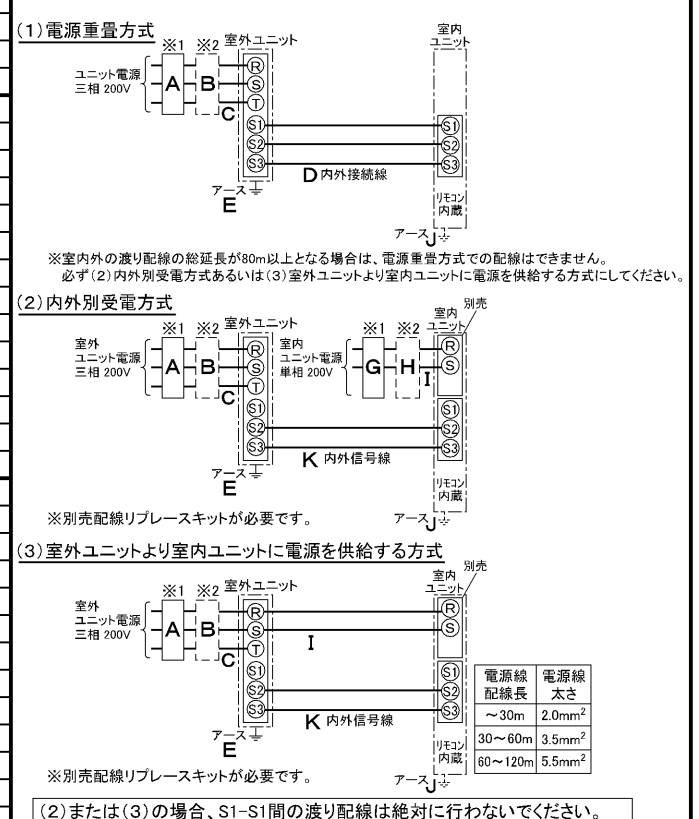 (1)電源重畳方式
※1 ※2 室外ユニット
室内
ユニット
ユニット電源
三相 200V
A
B
C
R
S
T
S1
S2
S3
S1
S2
S3
D 内外接続線
アース
E
リモコン
内蔵
アース J
※室内外の渡り配線の総延長が80m以上となる場合は、電源重畳方式での配線はできません。
必ず(2)内外別受電方式あるいは(3)室外ユニットより室内ユニットに電源を供給する方式にしてください。
(2)内外別受電方式
※1 ※2 室外ユニット
※1 ※2
室内
ユニット
別売
室外
ユニット電源
三相 200V
A
B
C
R
S
T
S1
S2
S3
室内
ユニット電源
単相 200V
G
H
I
R
S
S1
S2
S3
K 内外信号線
アース
E
リモコン
内蔵
アース J
※別売配線リプレースキットが必要です。
(3)室外ユニットより室内ユニットに電源を供給する方式
※1 ※2 室外ユニット
室内
ユニット
別売
室外
ユニット電源
三相 200V
A
B
C
R
S
T
S1
S2
S3
I
R
S
S1
S2
S3
K 内外信号線
アース
E
リモコン
内蔵
アース J
電源線配線長 電源線太さ
~30m 2.0mm²
30~60m 3.5mm²
60~120m 5.5mm²
※別売配線リプレースキットが必要です。
(2)または(3)の場合、S1-S1間の渡り配線は絶対に行わないでください。